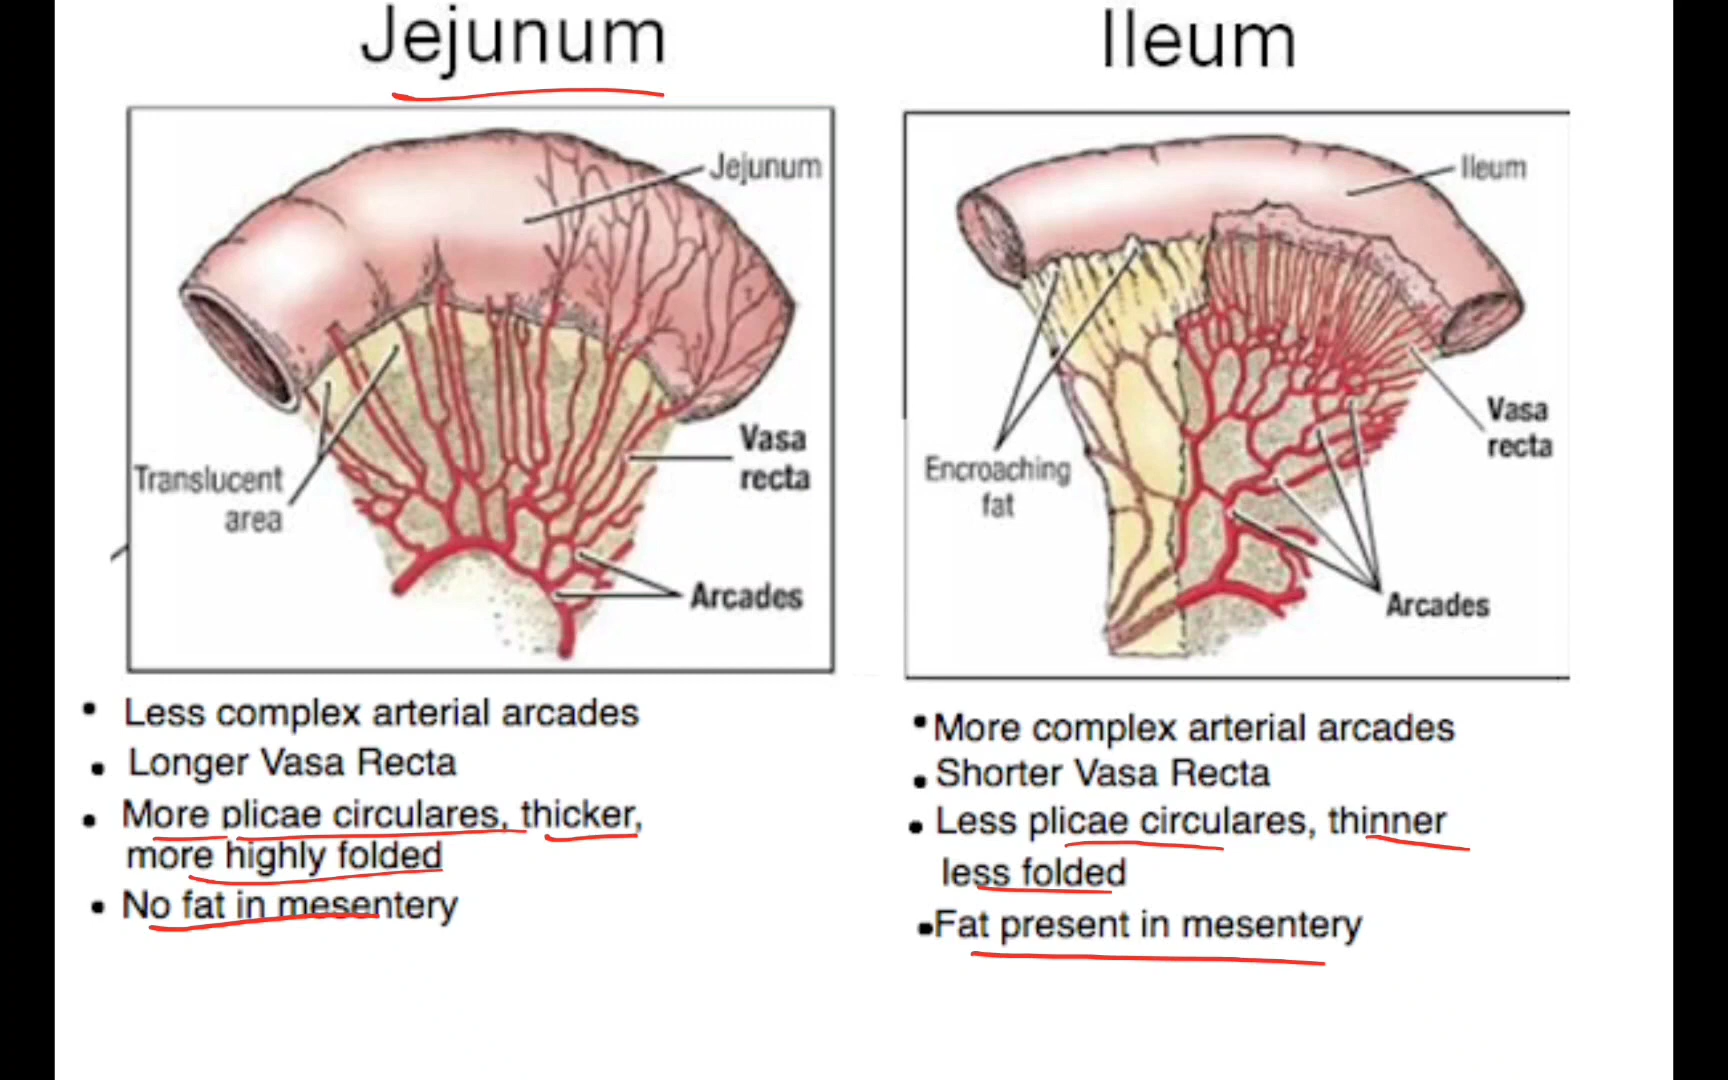 Jejunum
Jejunum
Translucent
area
Vasa
recta
Arcades
• Less complex arterial arcades
• Longer Vasa Recta
• More plicae circulares, thicker,
more highly folded
• No fat in mesentery
Ileum
Ileum
Encroaching
fat
Vasa
recta
Arcades
• More complex arterial arcades
• Shorter Vasa Recta
• Less plicae circulares, thinner
less folded
• Fat present in mesentery